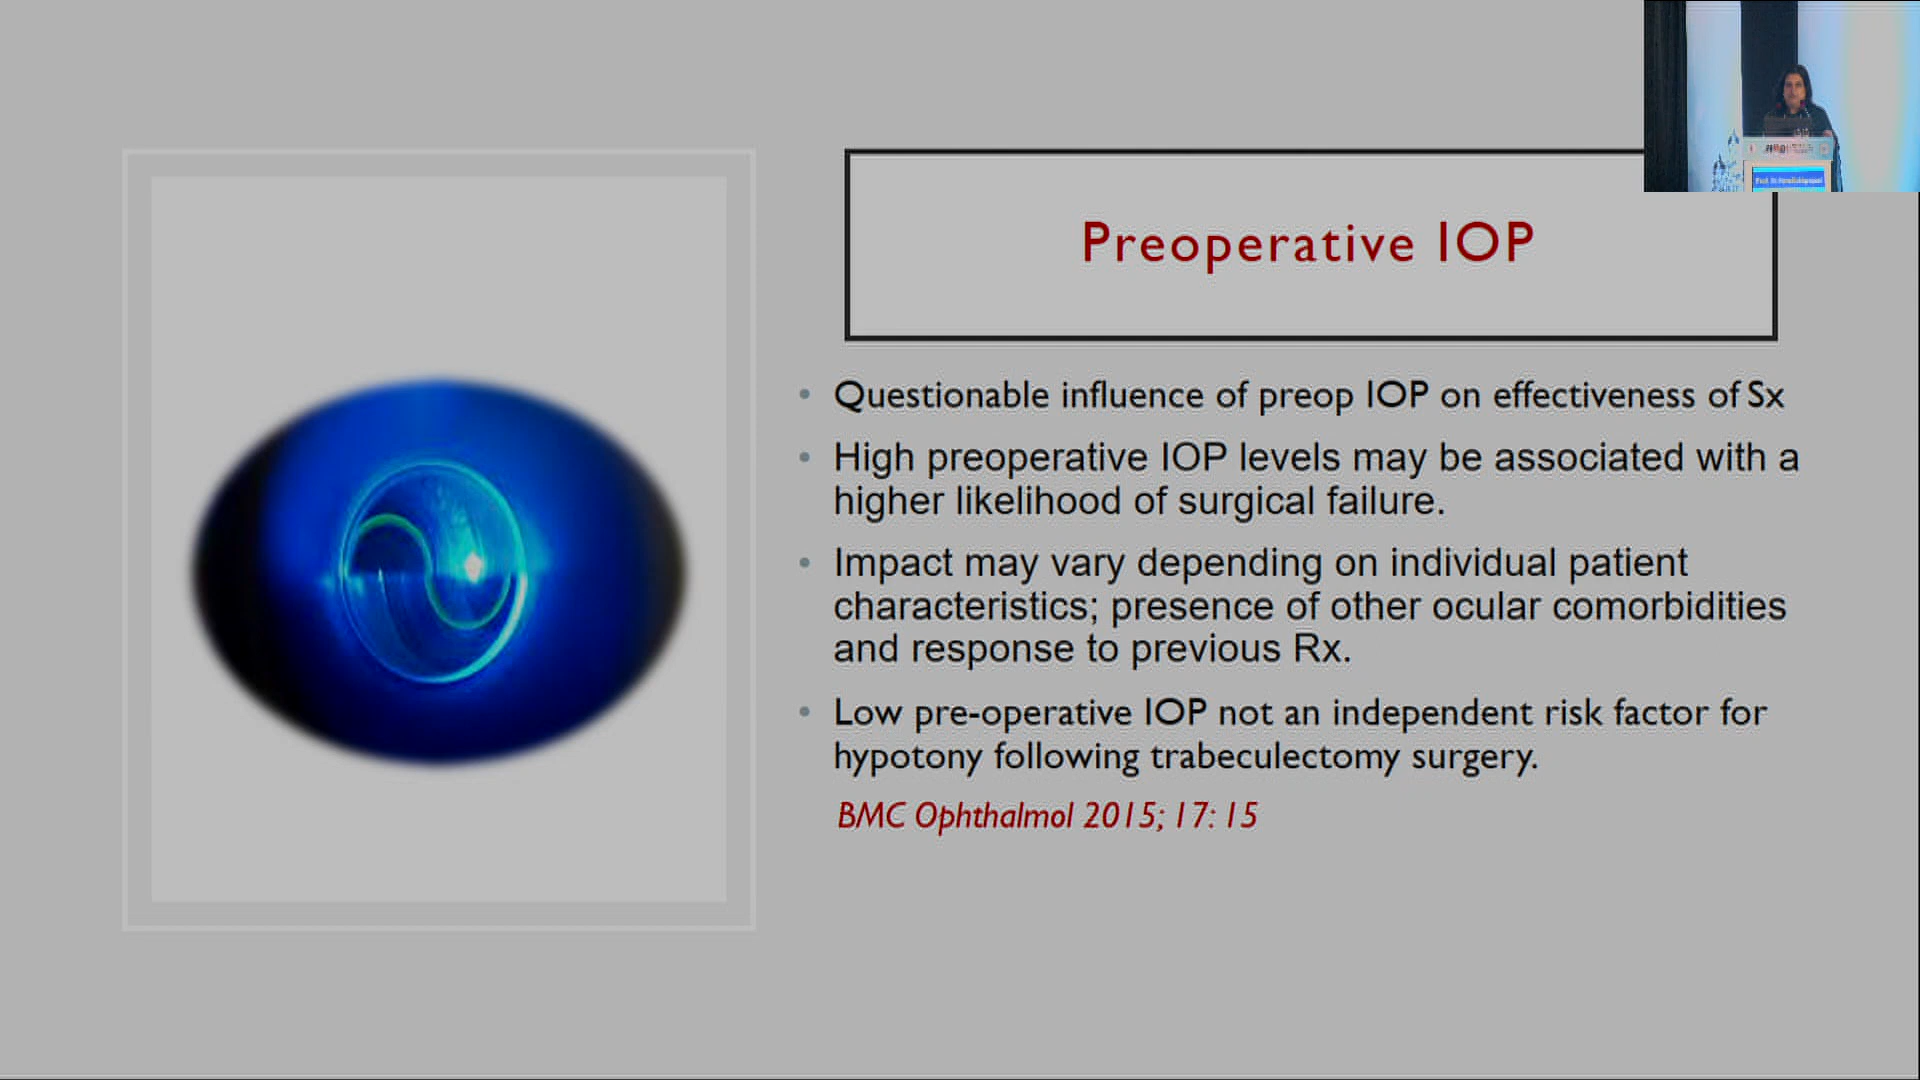 Preoperative IOP
• Questionable influence of preop IOP on effectiveness of Sx
• High preoperative IOP levels may be associated with a
higher likelihood of surgical failure.
• Impact may vary depending on individual patient
characteristics; presence of other ocular comorbidities
and response to previous Rx.
• Low pre-operative IOP not an independent risk factor for
hypotony following trabeculectomy surgery.
BMC Ophthalmol 2015; 17: 15